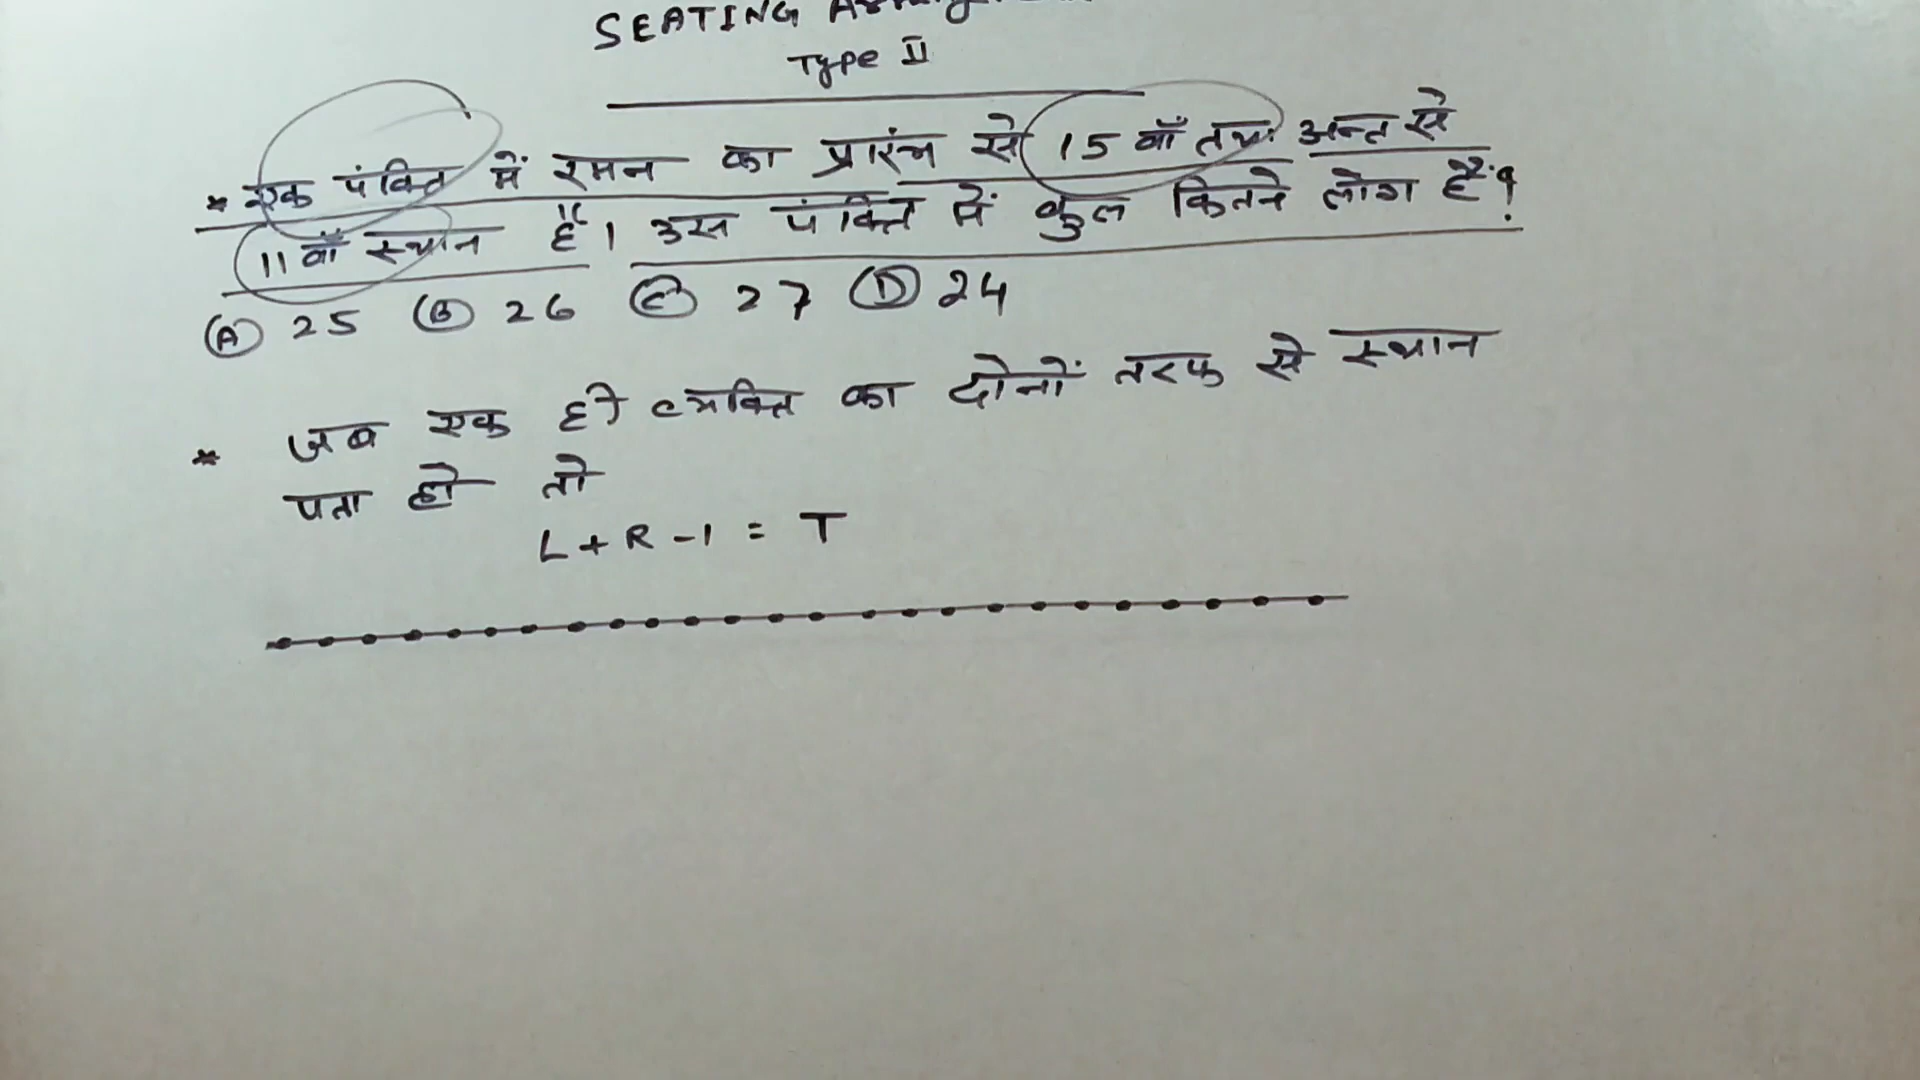 SEATING
Type II
* एक पंक्ति में रमन का प्रारंभ से 15 वाँ तथा अन्त से
11 वाँ स्थान है। उस पंक्ति में कुल कितने लोग हैं?
(A) 25 (B) 26 (C) 27 (D) 24
* जब एक ही व्यक्ति का दोनों तरफ से स्थान
पता हो तो
L + R - 1 = T